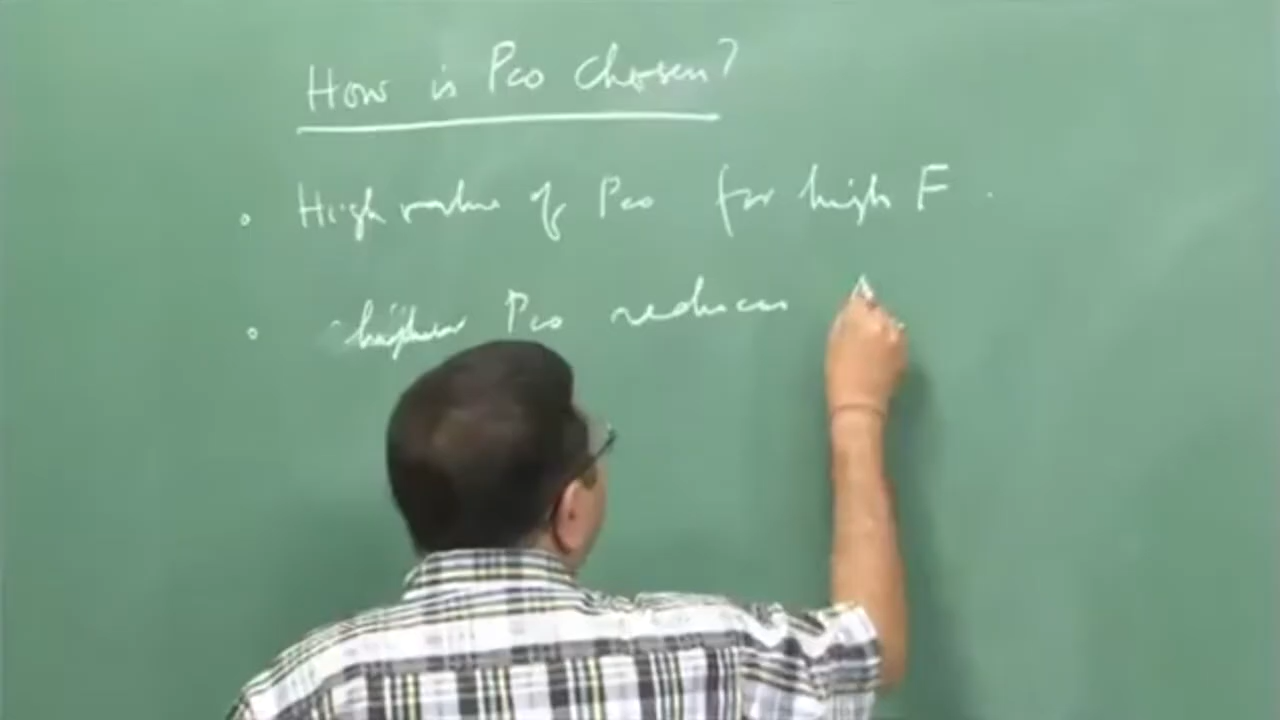 How is Pco Chosen?
• High value of Pco for high F.
• higher Pco reduces